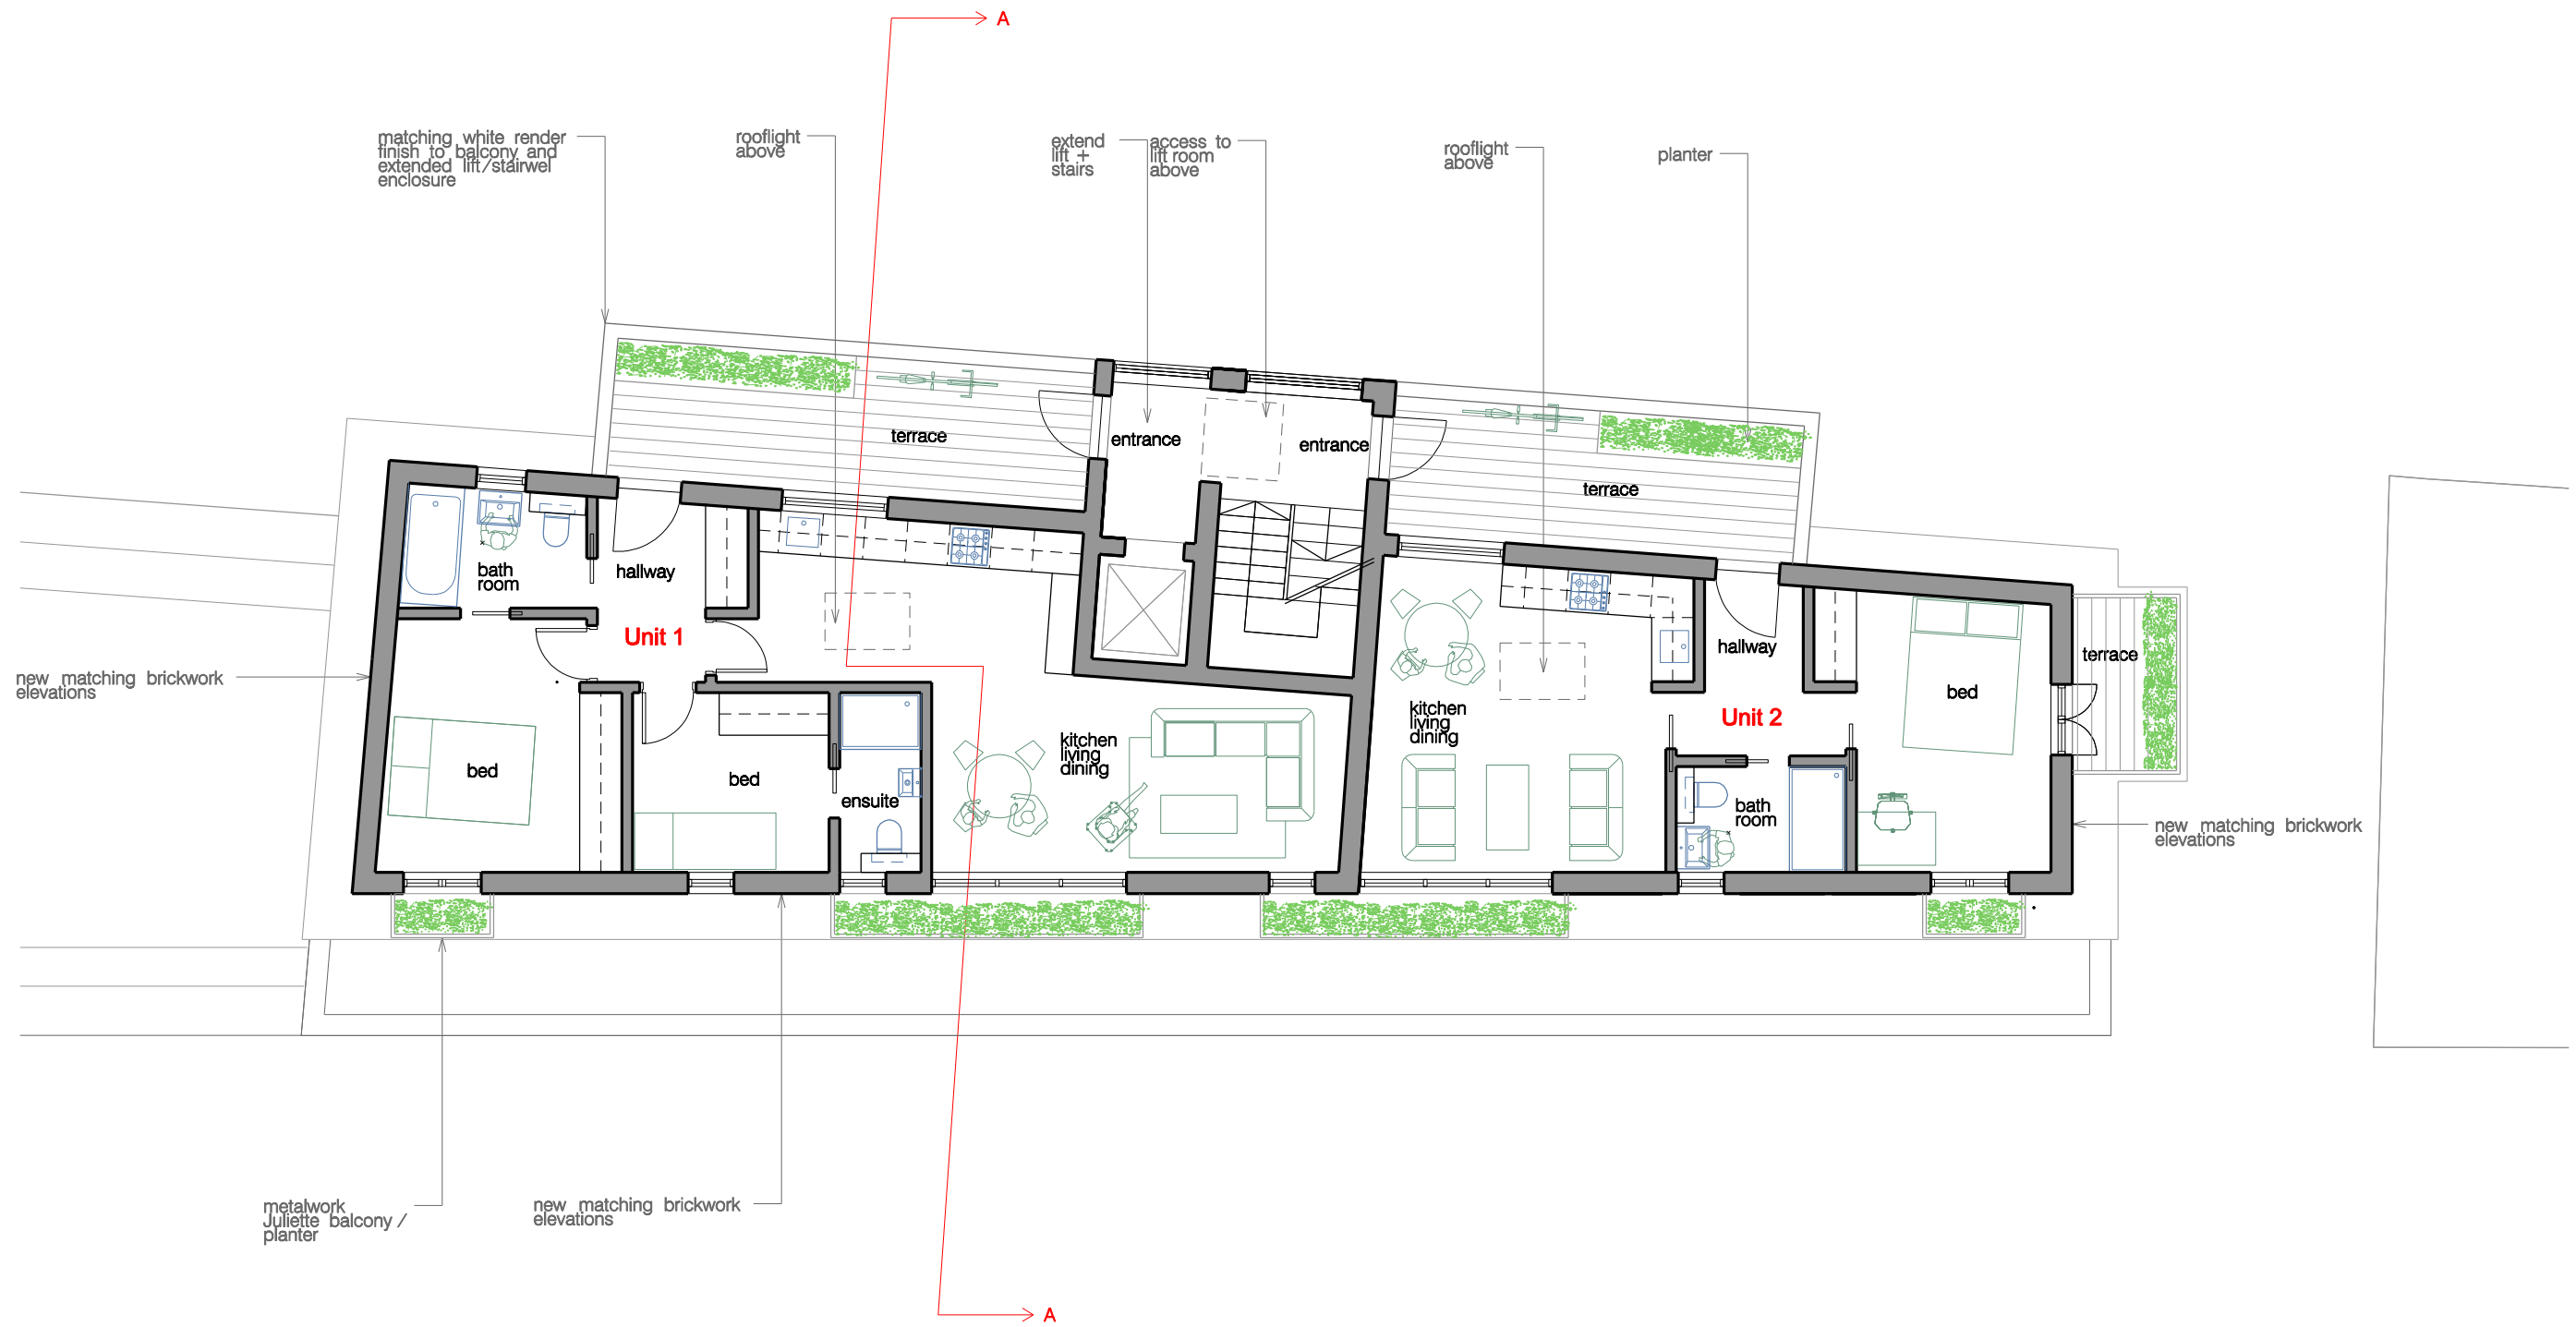 A
matching white render
finish to balcony and
extended lift/stairwel
enclosure
rooflight
above
extend
lift +
stairs
access to
lift room
above
rooflight
above
planter
terrace
entrance
entrance
terrace
bath
room
hallway
Unit 1
hallway
terrace
new matching brickwork
elevations
bed
Unit 2
kitchen
living
dining
kitchen
living
dining
bed
bed
ensuite
bath
room
new matching brickwork
elevations
metalwork
Juliette balcony /
planter
new matching brickwork
elevations
A